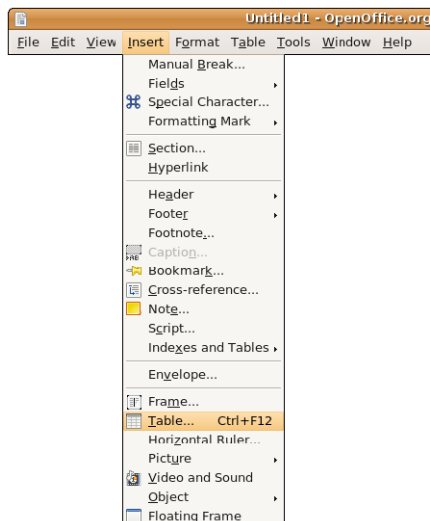 Untitled1 - OpenOffice.org
File Edit View Insert Format Table Tools Window Help
Manual Break...
Fields
Special Character...
Formatting Mark
Section...
Hyperlink
Header
Footer
Footnote...
Caption...
Bookmark...
Cross-reference...
Note...
Script...
Indexes and Tables
Envelope...
Frame...
Table... Ctrl+F12
Horizontal Ruler...
Picture
Video and Sound
Object
Floating Frame